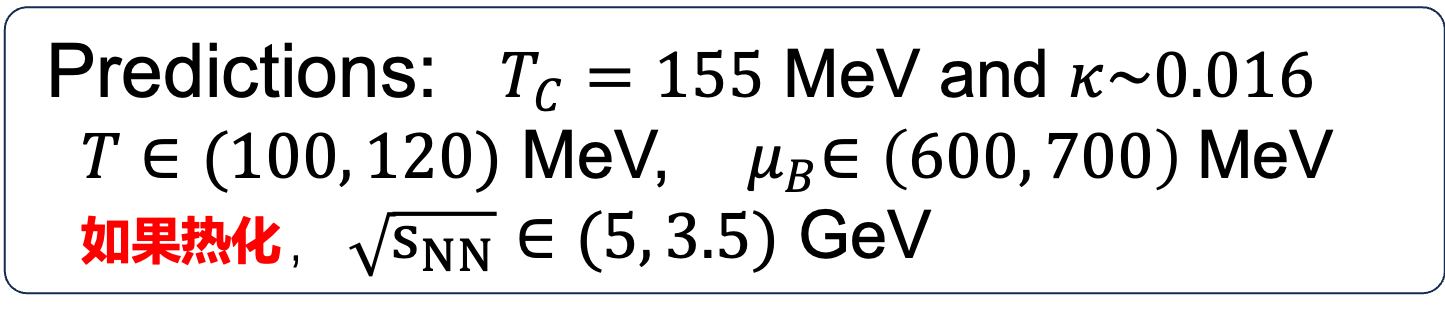 Predictions: T_C = 155 MeV and κ~0.016
T ∈ (100, 120) MeV, μ_B∈ (600, 700) MeV
如果热化, √s_NN ∈ (5, 3.5) GeV